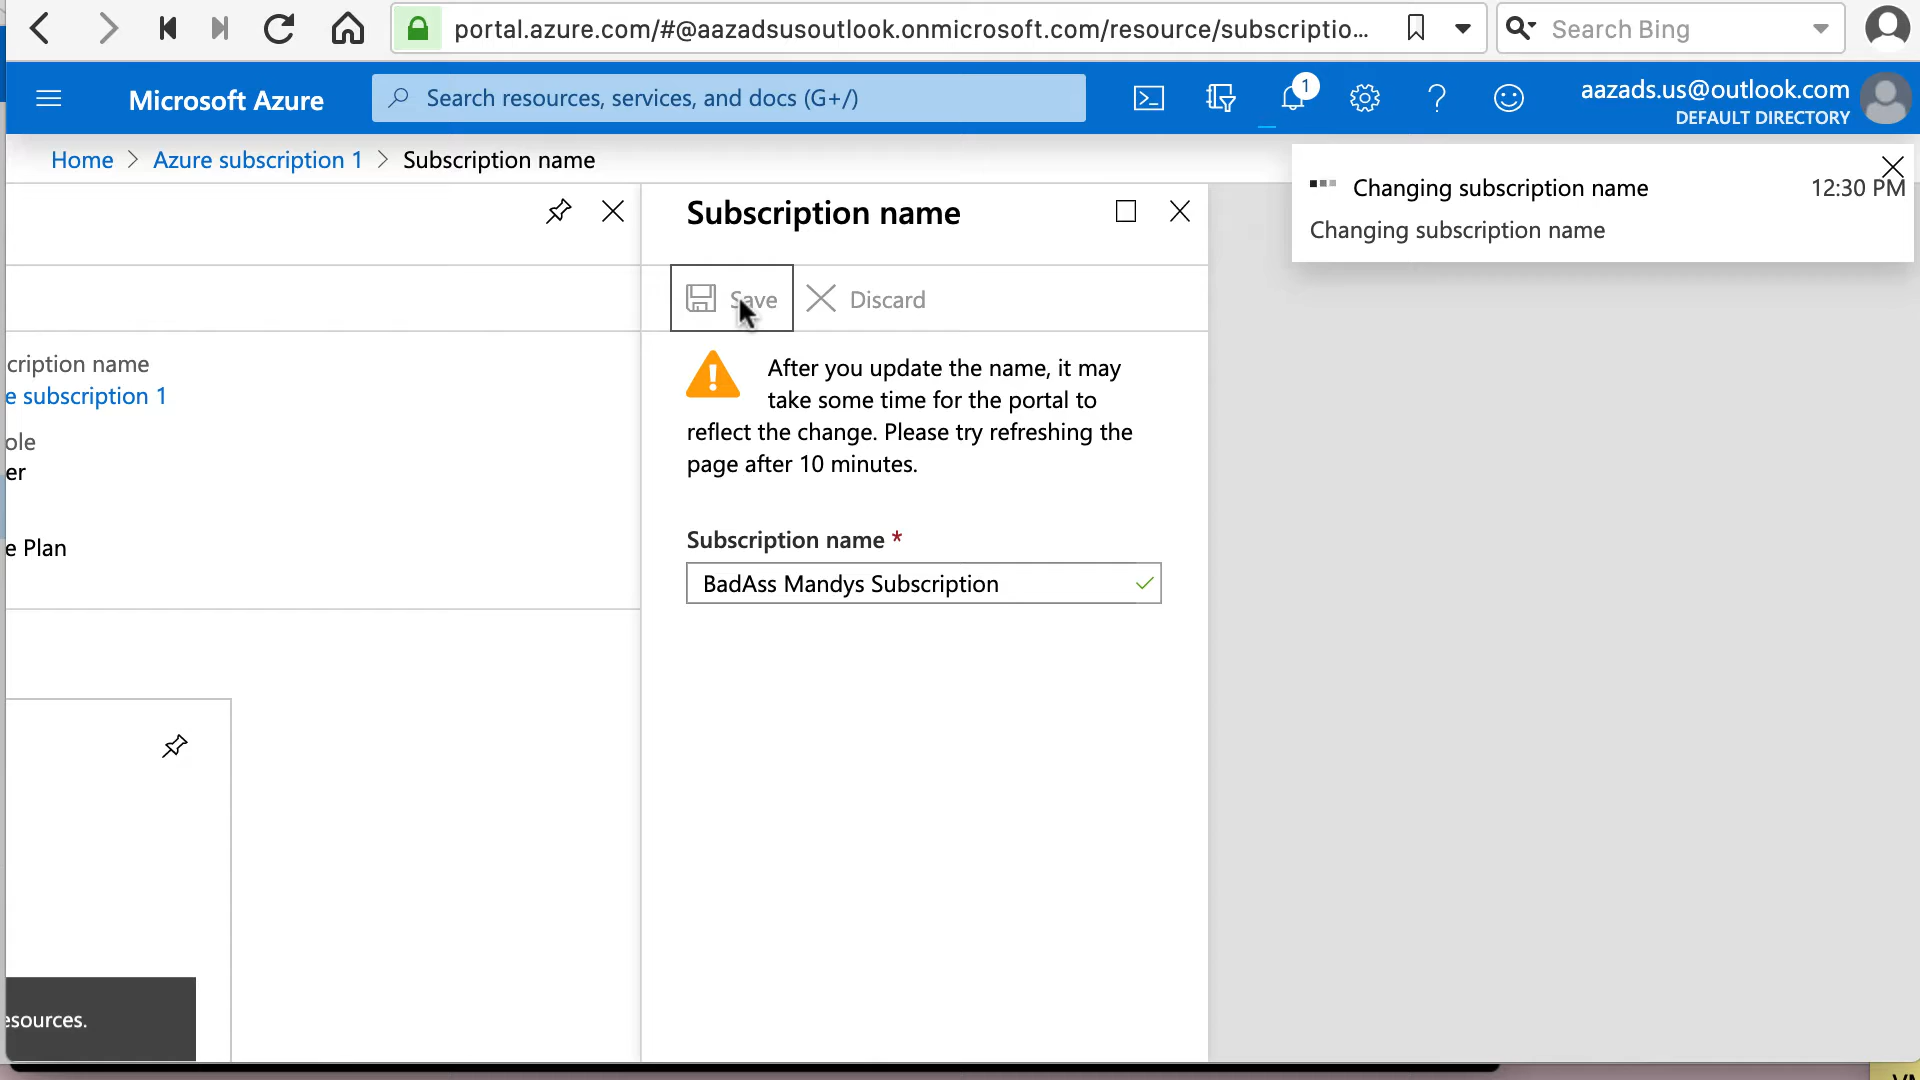 portal.azure.com/#@aazadsusoutlook.onmicrosoft.com/resource/subscriptio...
Search Bing
Microsoft Azure
Search resources, services, and docs (G+/)
1
aazads.us@outlook.com
DEFAULT DIRECTORY
Home > Azure subscription 1 > Subscription name
Changing subscription name 12:30 PM
Changing subscription name
Subscription name
Save
Discard
cription name
e subscription 1
ole
er
e Plan
After you update the name, it may
take some time for the portal to
reflect the change. Please try refreshing the
page after 10 minutes.
Subscription name *
BadAss Mandys Subscription
esources.